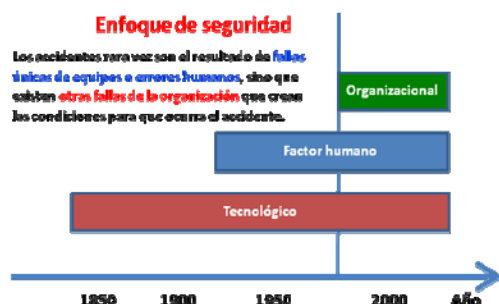 Enfoque de seguridad
Los accidentes rara vez son el resultado de fallas
únicas de equipos o errores humanos, sino que
existen otras fallas de la organización que crean
las condiciones para que ocurra el accidente.
Organizacional
Factor humano
Tecnológico
1850 1900 1950 2000 Año